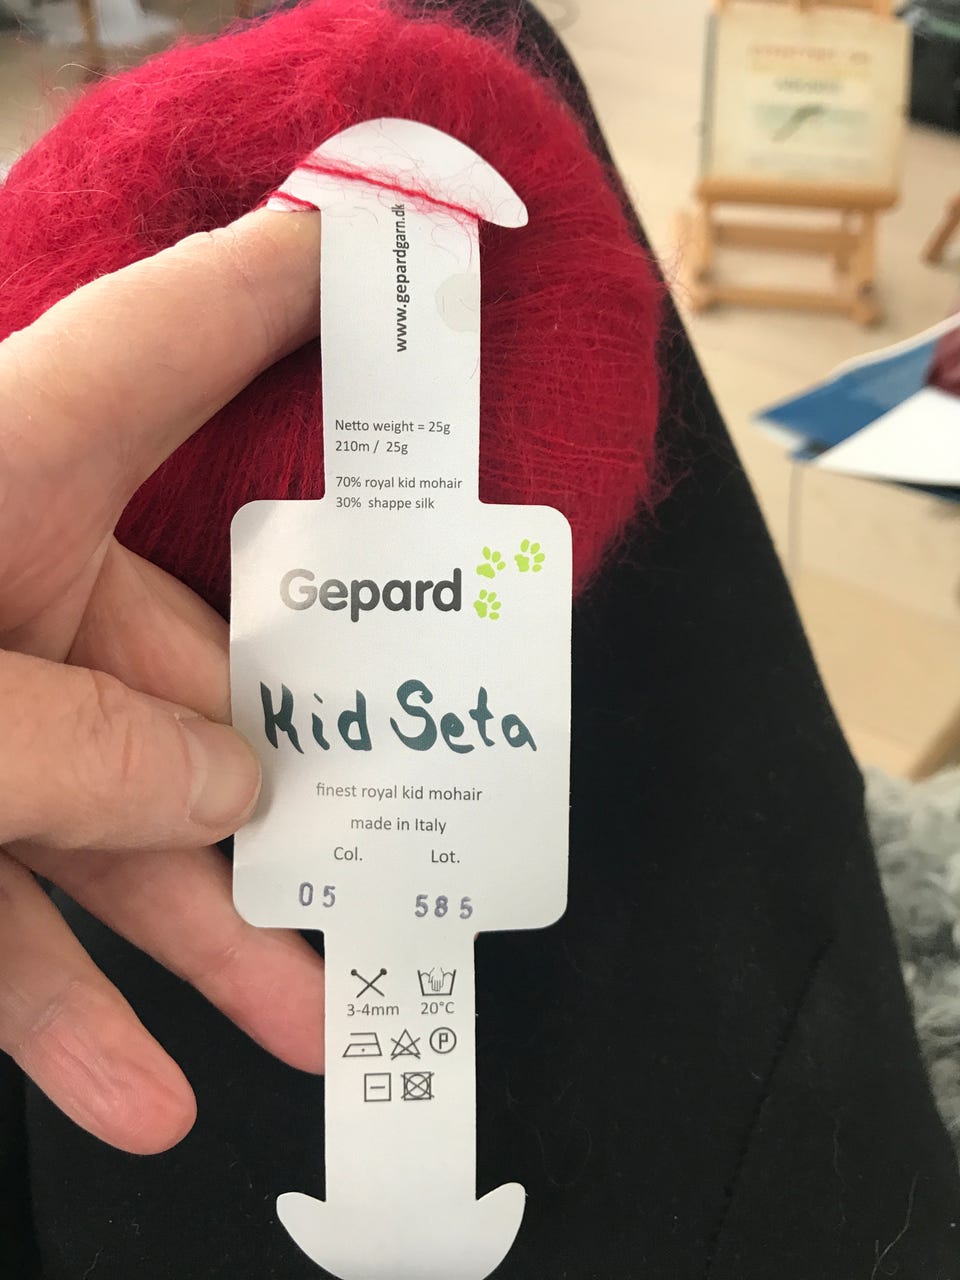 www.gepardgarn.dk
Netto weight = 25g
210m / 25g
70% royal kid mohair
30% shappe silk
Gepard
Kid Seta
finest royal kid mohair
made in Italy
Col. Lot.
05 585
3-4mm 20°C
P